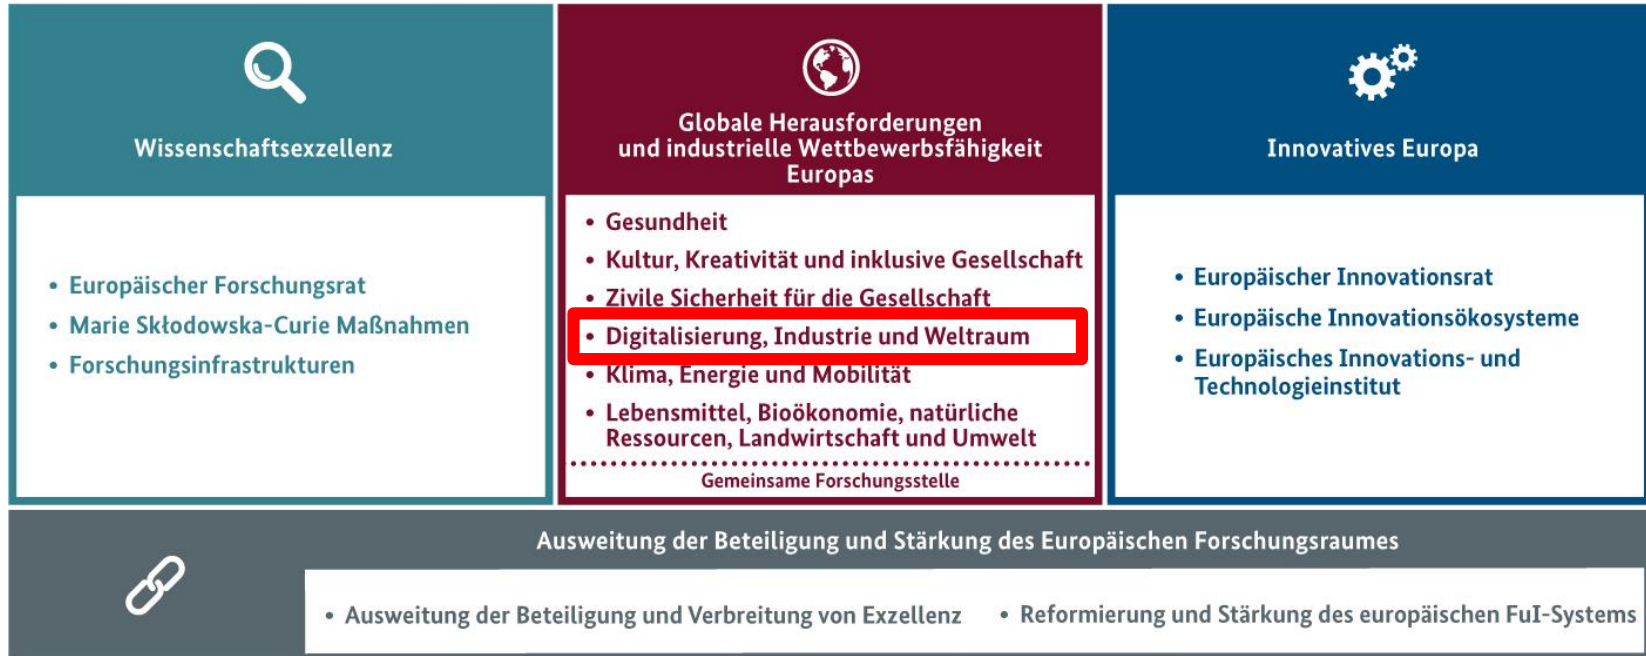 Wissenschaftsexzellenz
• Europäischer Forschungsrat
• Marie Skłodowska-Curie Maßnahmen
• Forschungsinfrastrukturen
Globale Herausforderungen
und industrielle Wettbewerbsfähigkeit
Europas
• Gesundheit
• Kultur, Kreativität und inklusive Gesellschaft
• Zivile Sicherheit für die Gesellschaft
• Digitalisierung, Industrie und Weltraum
• Klima, Energie und Mobilität
• Lebensmittel, Bioökonomie, natürliche
Ressourcen, Landwirtschaft und Umwelt
Gemeinsame Forschungsstelle
Innovatives Europa
• Europäischer Innovationsrat
• Europäische Innovationsökosysteme
• Europäisches Innovations- und
Technologieinstitut
Ausweitung der Beteiligung und Stärkung des Europäischen Forschungsraumes
• Ausweitung der Beteiligung und Verbreitung von Exzellenz
• Reformierung und Stärkung des europäischen FuI-Systems